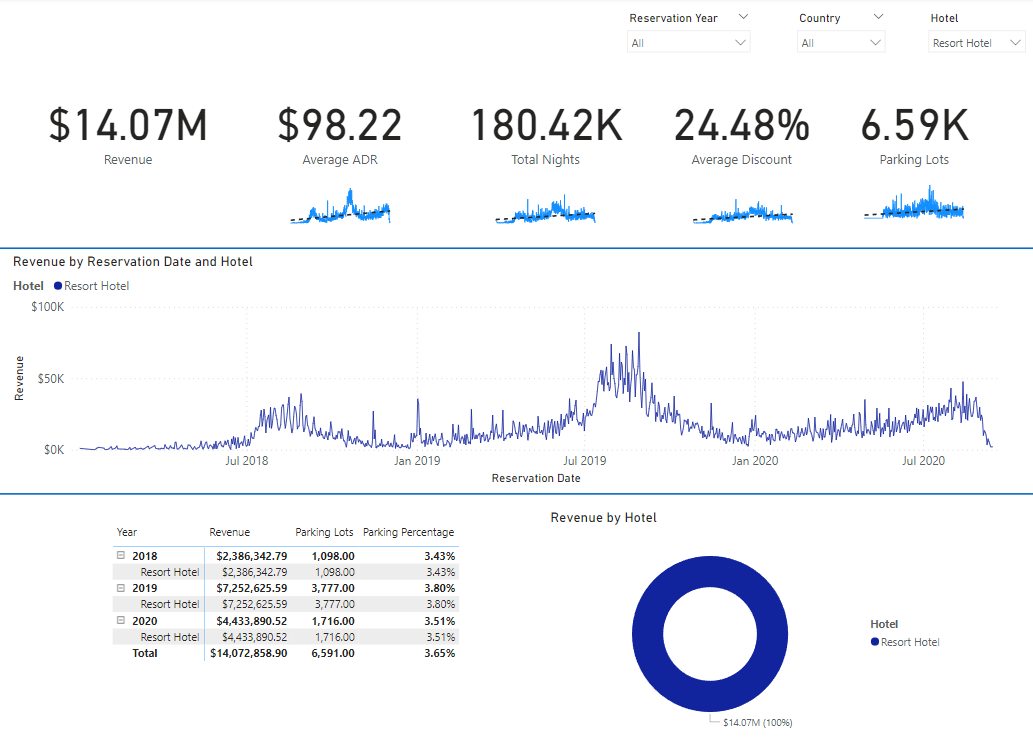 Reservation Year Country Hotel
All All Resort Hotel
$14.07M $98.22 180.42K 24.48% 6.59K
Revenue Average ADR Total Nights Average Discount Parking Lots
Revenue by Reservation Date and Hotel
Hotel Resort Hotel
$100K
$50K
$0K
Revenue
Jul 2018 Jan 2019 Jul 2019 Jan 2020 Jul 2020
Reservation Date
Year Revenue Parking Lots Parking Percentage
2018 $2,386,342.79 1,098.00 3.43%
Resort Hotel $2,386,342.79 1,098.00 3.43%
2019 $7,252,625.59 3,777.00 3.80%
Resort Hotel $7,252,625.59 3,777.00 3.80%
2020 $4,433,890.52 1,716.00 3.51%
Resort Hotel $4,433,890.52 1,716.00 3.51%
Total $14,072,858.90 6,591.00 3.65%
Revenue by Hotel
Hotel
Resort Hotel
$14.07M (100%)